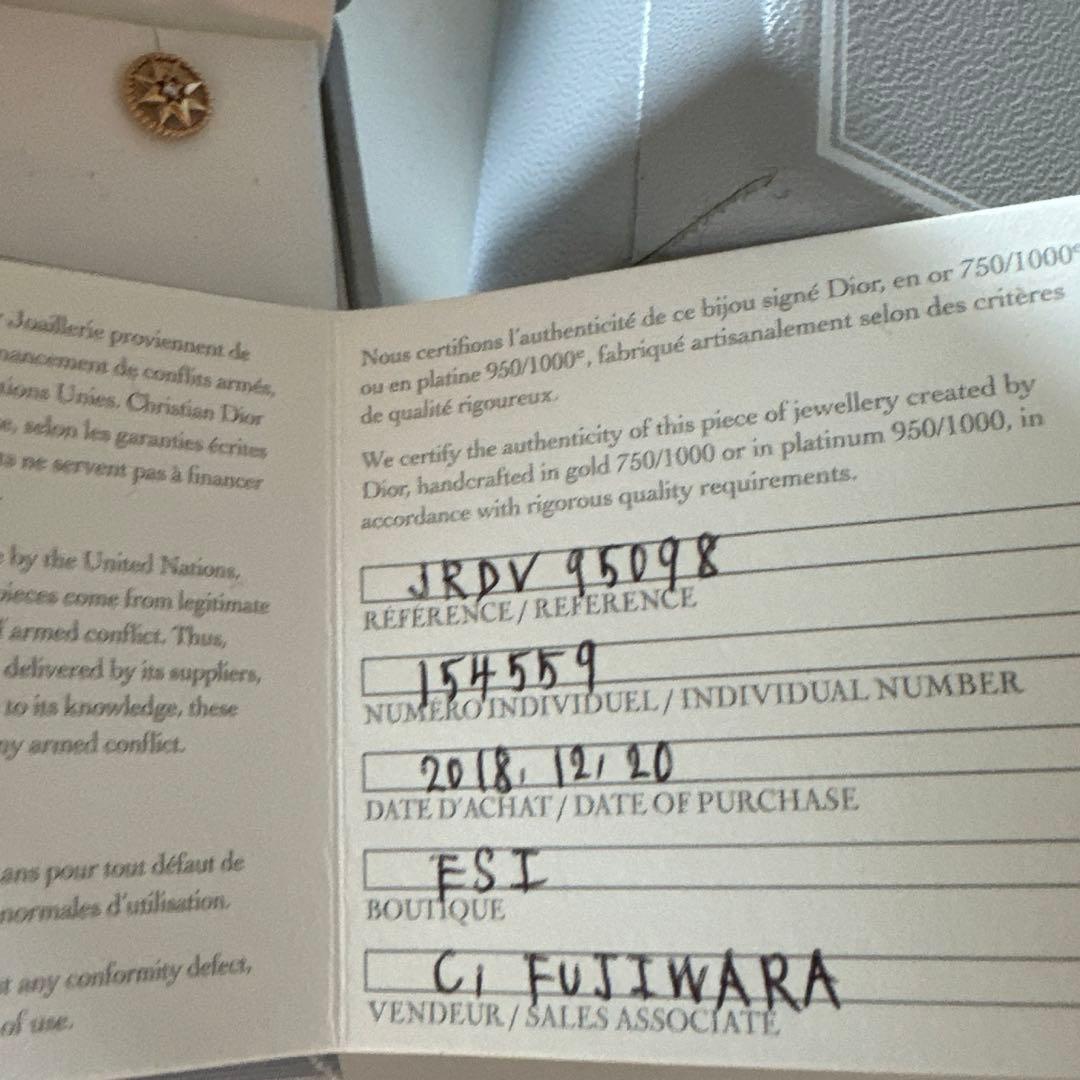 Joaillerie proviennent de
financement de conflits armés,
Unies. Christian Dior
selon les garanties écrites
ne servent pas à financer
by the United Nations,
pieces come from legitimate
armed conflict. Thus,
delivered by its suppliers,
to its knowledge, these
any armed conflict.
ans pour tout défaut de
normales d'utilisation.
any conformity defect,
of use.
Nous certifions l'authenticité de ce bijou signé Dior, en or 750/1000e
ou en platine 950/1000e, fabriqué artisanalement selon des critères
de qualité rigoureux.
We certify the authenticity of this piece of jewellery created by
Dior, handcrafted in gold 750/1000 or in platinum 950/1000, in
accordance with rigorous quality requirements.
JRDV 95098
RÉFÉRENCE / REFERENCE
154559
NUMÉRO INDIVIDUEL / INDIVIDUAL NUMBER
2018, 12, 20
DATE D'ACHAT / DATE OF PURCHASE
ESI
BOUTIQUE
C, FUJIWARA
VENDEUR / SALES ASSOCIATE